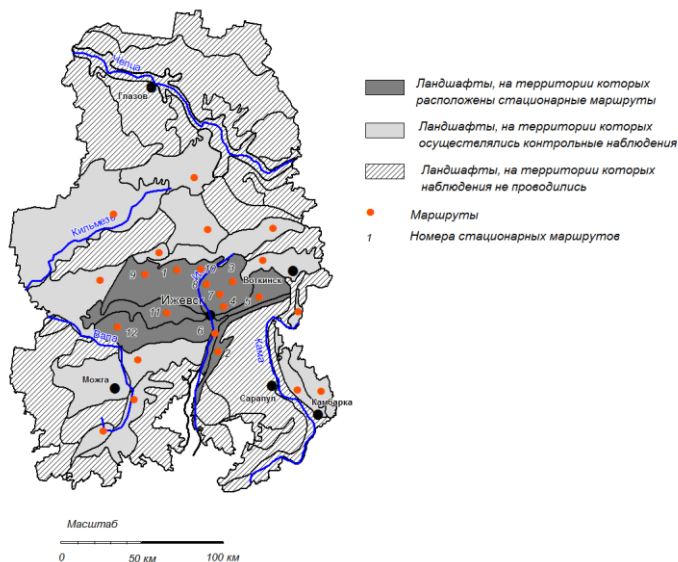 Чепца
Глазов
Ландшафты, на территории которых
расположены стационарные маршруты
Ландшафты, на территории которых
осуществлялись контрольные наблюдения
Ландшафты, на территории которых
наблюдения не проводились
Маршруты
1 Номера стационарных маршрутов
Кильмезь
9 1 10 3
8
Воткинск
7
Ижевск 4 5
11
6
12
Вала
2
Кама
Можга
Сарапул
Камбарка
Масштаб
0 50 км 100 км